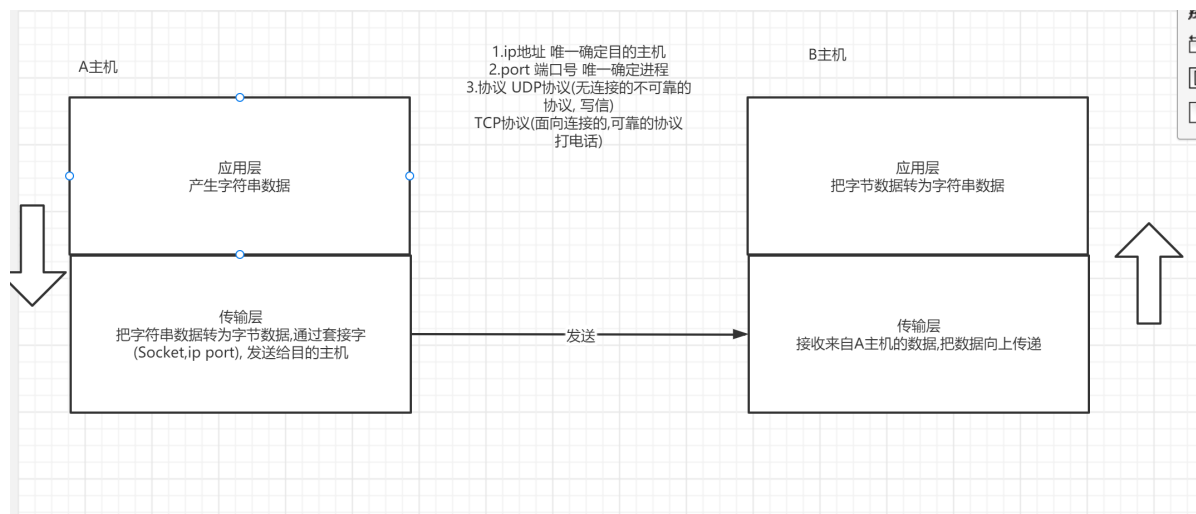 A主机
1.ip地址 唯一确定目的主机
2.port 端口号 唯一确定进程
3.协议 UDP协议(无连接的不可靠的
协议, 写信)
TCP协议(面向连接的,可靠的协议
打电话)
B主机
应用层
产生字符串数据
应用层
把字节数据转为字符串数据
传输层
把字符串数据转为字节数据,通过套接字
(Socket,ip port), 发送给目的主机
发送
传输层
接收来自A主机的数据,把数据向上传递